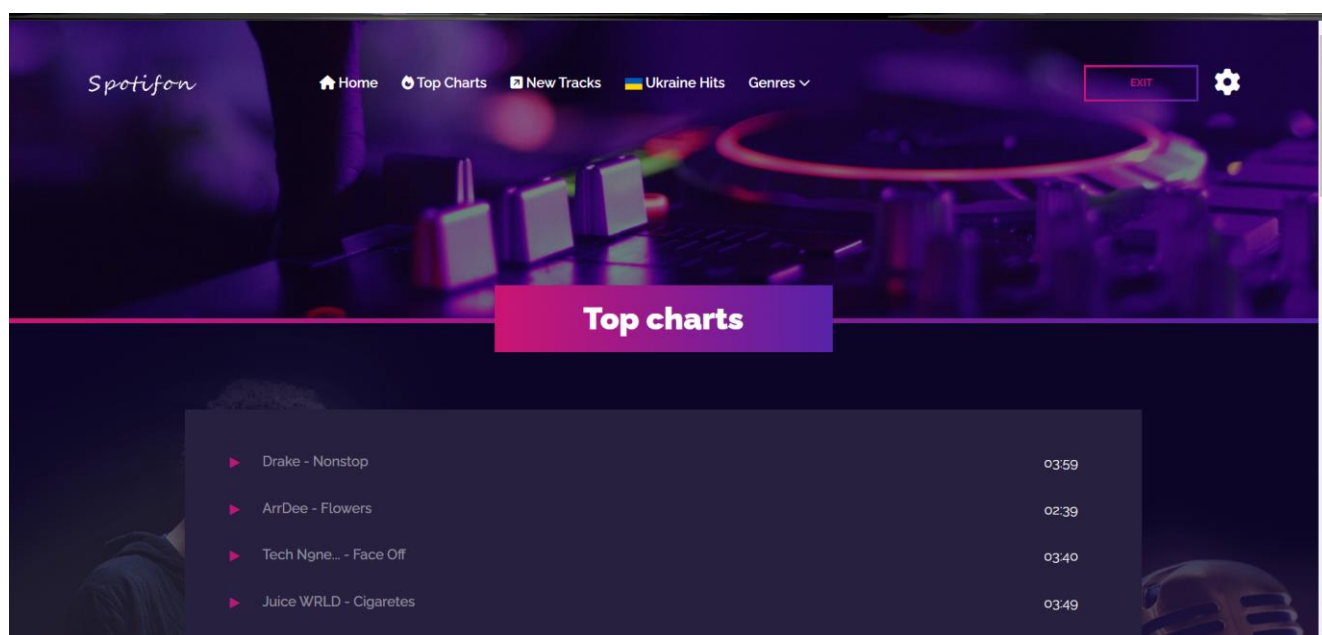 Spotifon
Home Top Charts New Tracks Ukraine Hits Genres
EXIT
Top charts
Drake - Nonstop 03:59
ArrDee - Flowers 02:39
Tech N9ne... - Face Off 03:40
Juice WRLD - Cigaretes 03:49